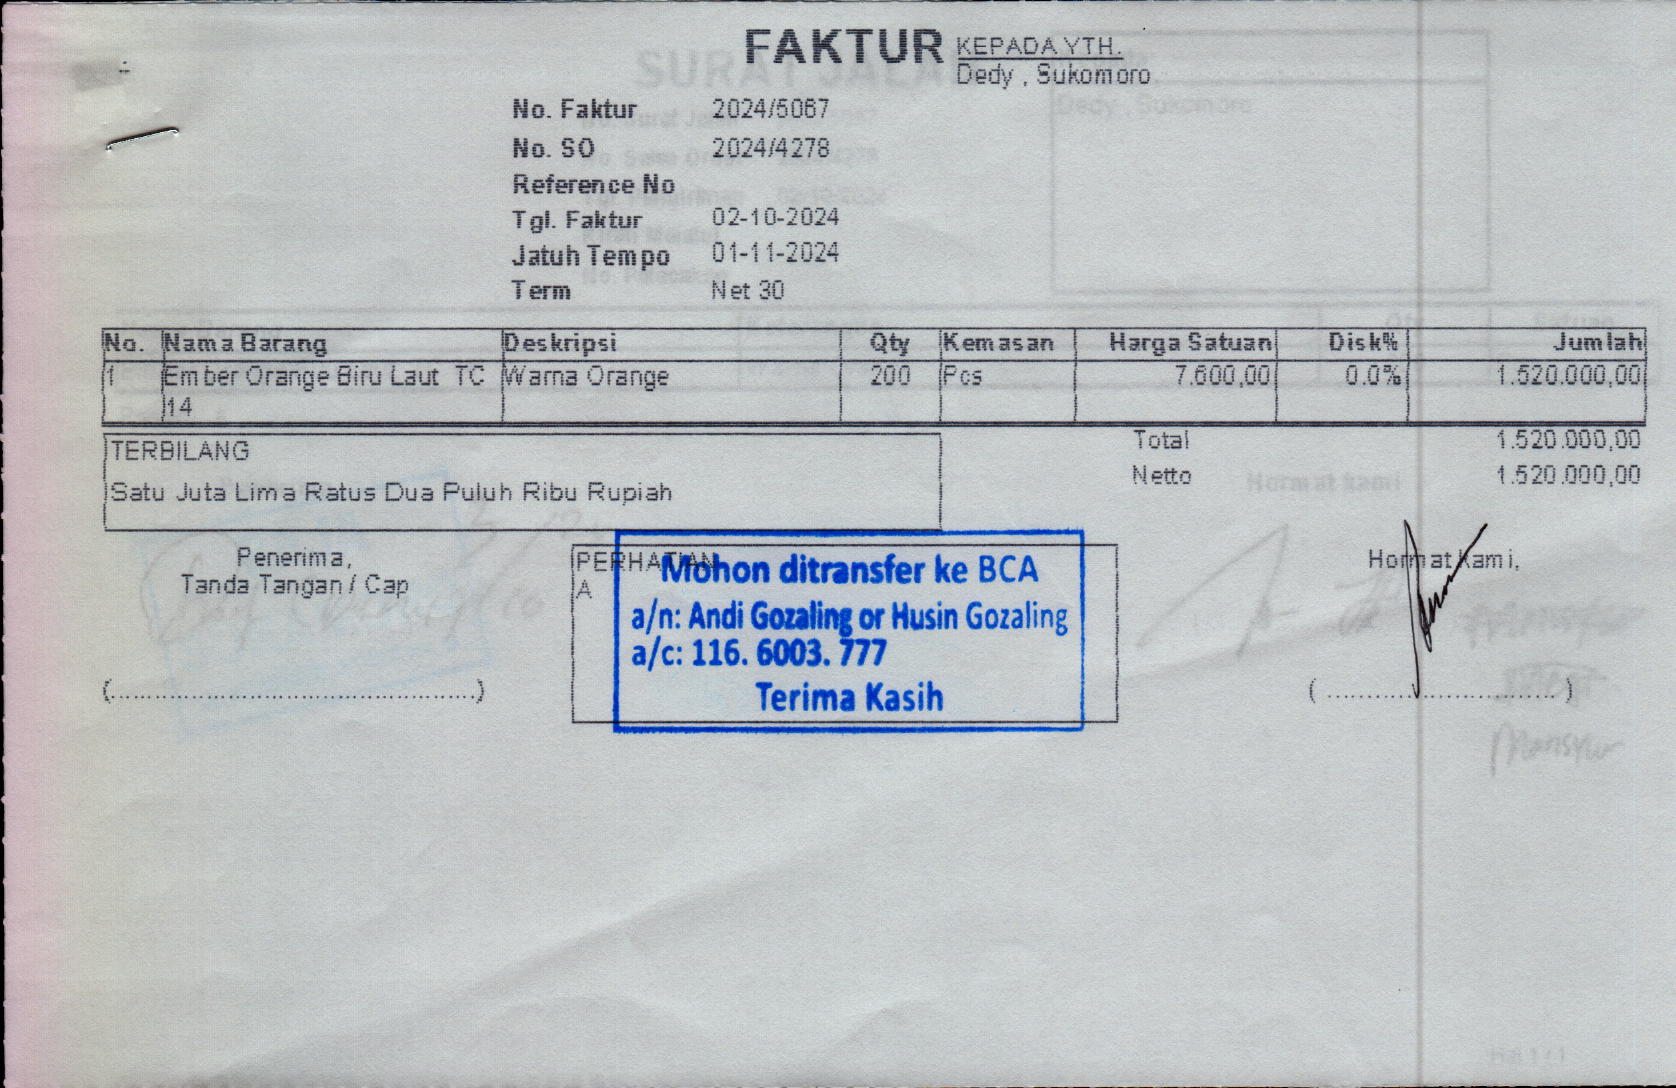 FAKTUR
KEPADA YTH.
Dedy , Sukomoro
No. Faktur 2024/5067
No. SO 2024/4278
Reference No
Tgl. Faktur 02-10-2024
Jatuh Tempo 01-11-2024
Term Net 30
No. Nama Barang Deskripsi Qty Kemasan Harga Satuan Disk% Jumlah
1 Ember Orange Biru Laut TC Warna Orange 200 Pcs 7.600,00 0.0% 1.520.000,00
14
Total 1.520.000,00
TERBILANG
Netto 1.520.000,00
Satu Juta Lima Ratus Dua Puluh Ribu Rupiah
Penerima,
Tanda Tangan / Cap
PERHATIAN
A
Mohon ditransfer ke BCA
a/n: Andi Gozaling or Husin Gozaling
a/c: 116. 6003. 777
Terima Kasih
Hormat kami,
(..............................................)
( ............................... )